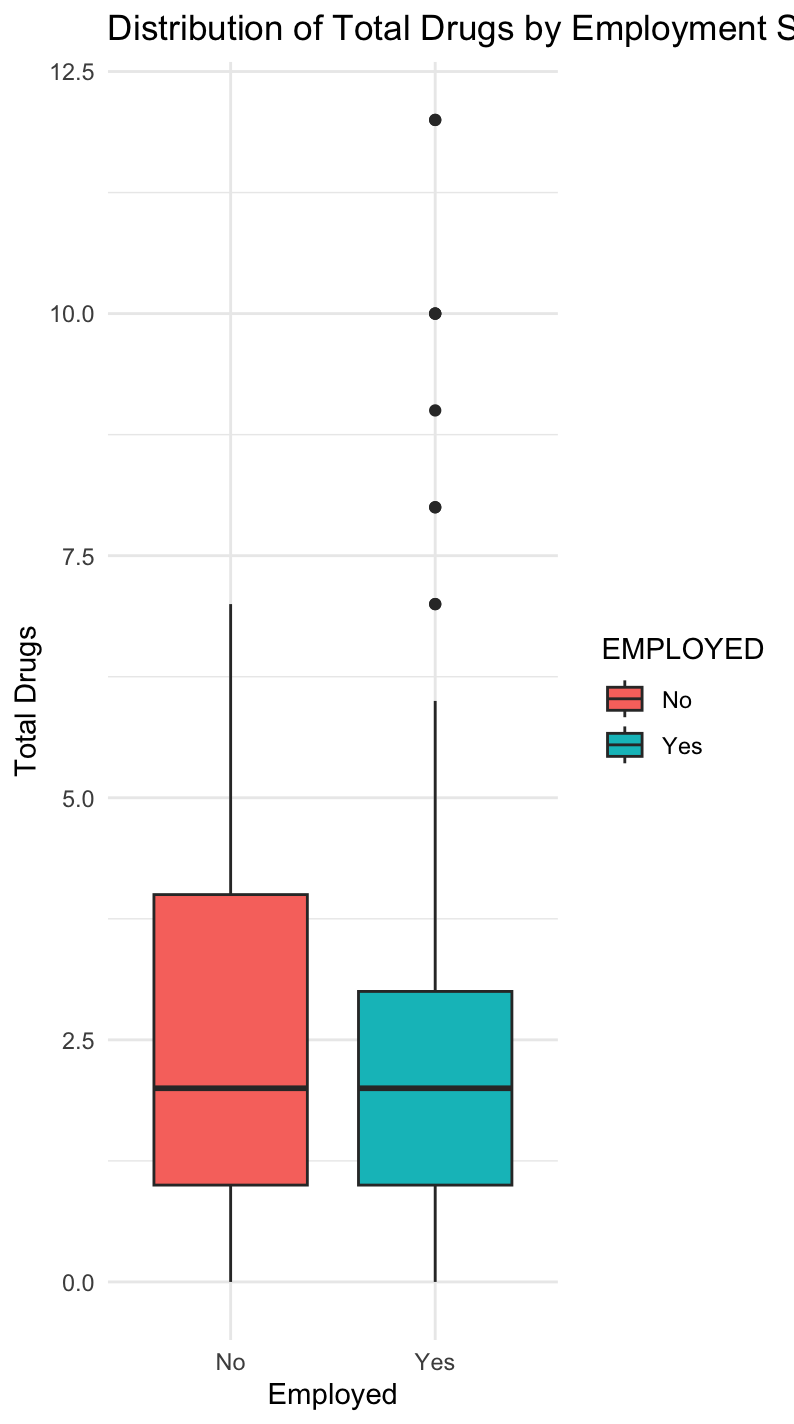 Distribution of Total Drugs by Employment S
12.5
10.0
7.5
5.0
2.5
0.0
Total Drugs
No
Yes
Employed
EMPLOYED
No
Yes